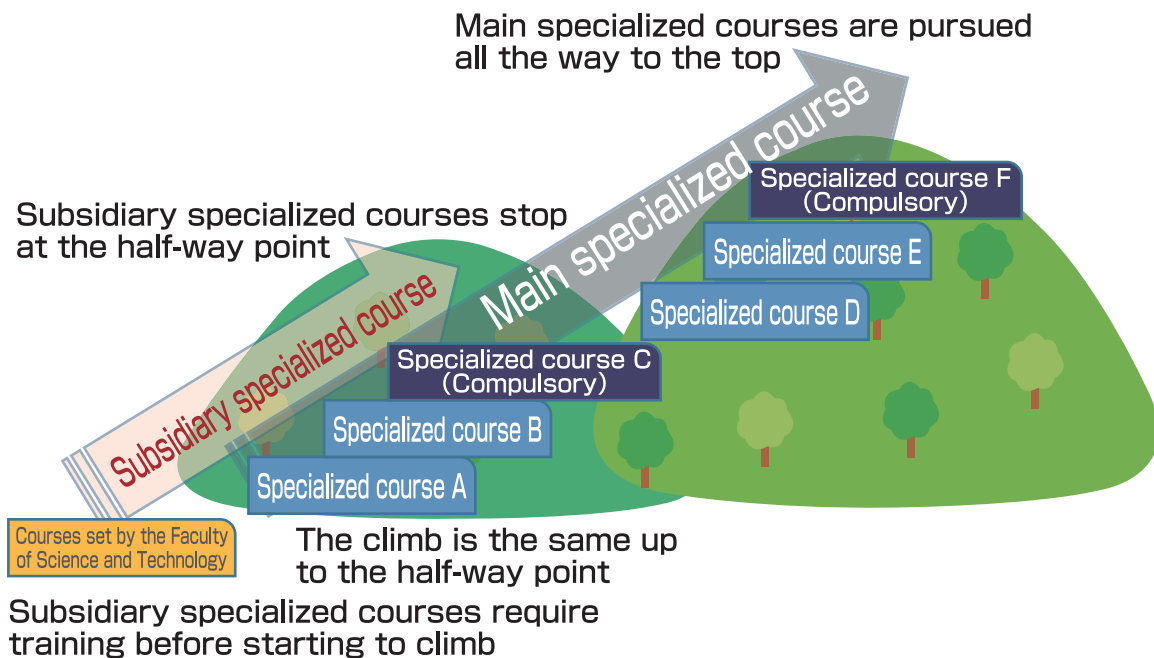 Main specialized courses are pursued
all the way to the top
Main specialized course
Specialized course F
(Compulsory)
Subsidiary specialized courses stop
at the half-way point
Specialized course E
Specialized course D
Subsidiary specialized course
Specialized course C
(Compulsory)
Specialized course B
Specialized course A
Courses set by the Faculty
of Science and Technology
The climb is the same up
to the half-way point
Subsidiary specialized courses require
training before starting to climb